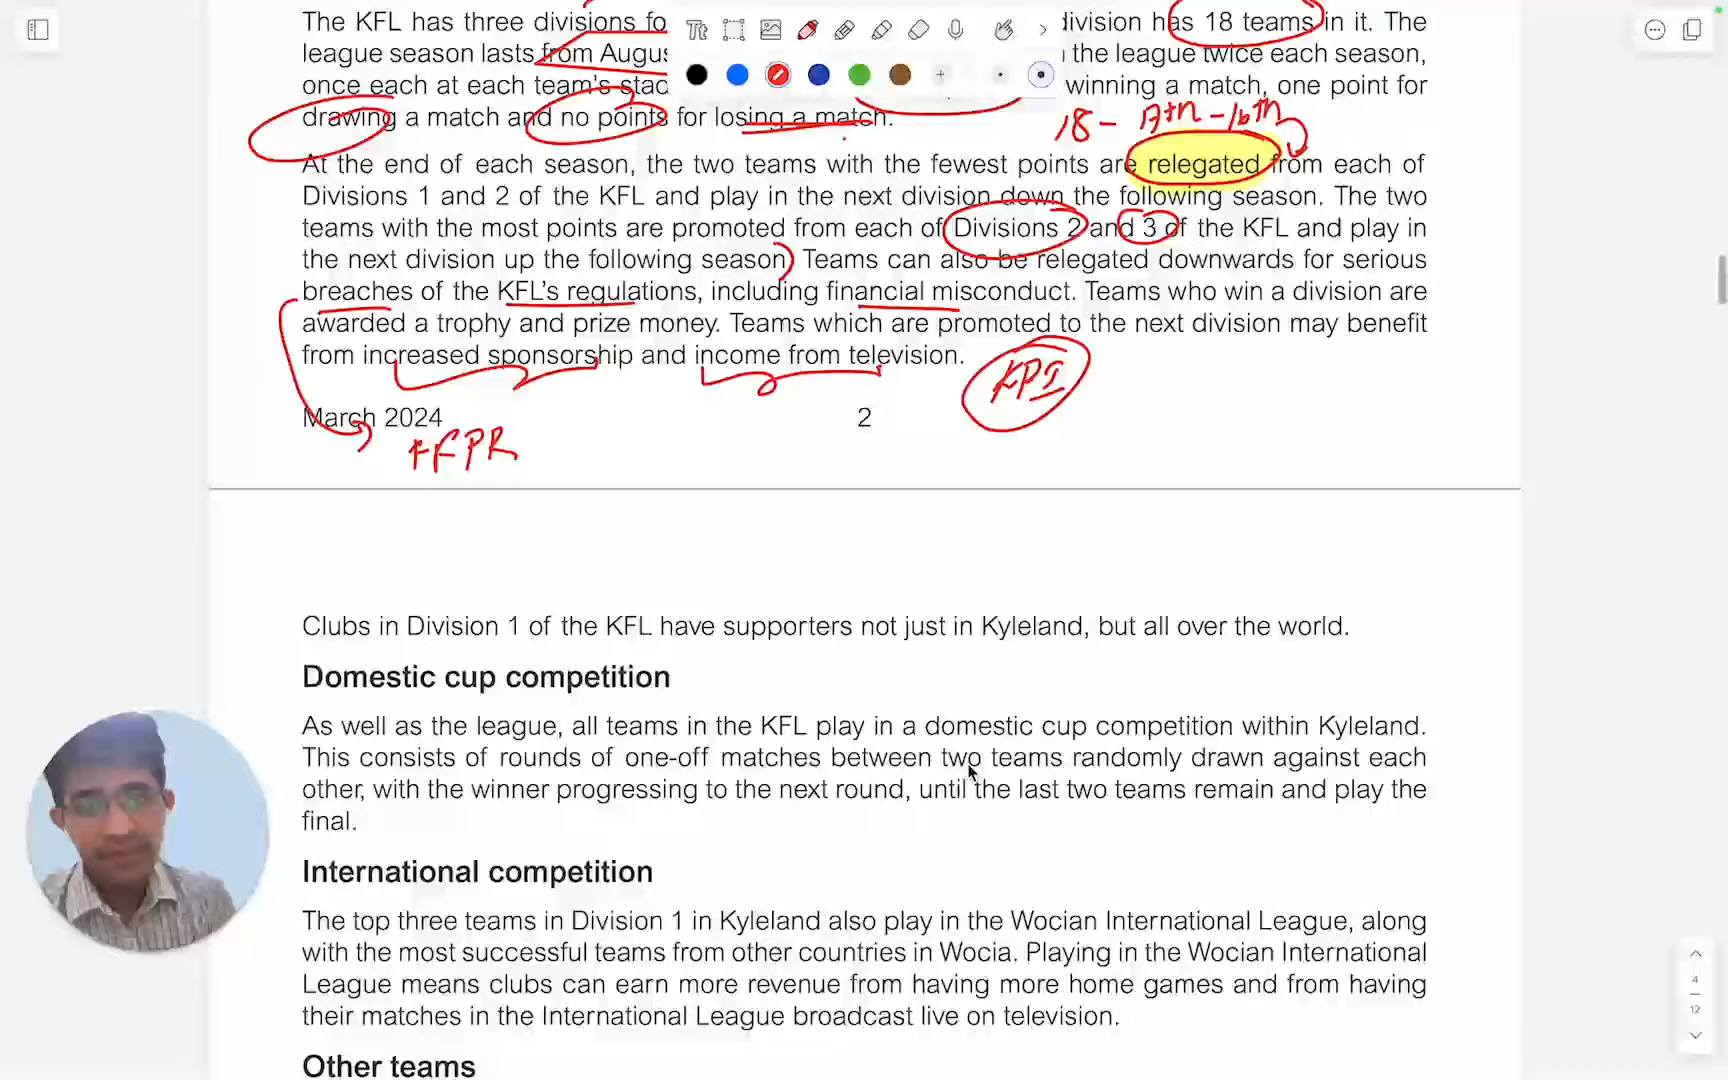 The KFL has three divisions fo division has 18 teams in it. The
league season lasts from Augus the league twice each season,
once each at each team's stad winning a match, one point for
drawing a match and no points for losing a match.
18 - 17th - 16th
At the end of each season, the two teams with the fewest points are relegated from each of
Divisions 1 and 2 of the KFL and play in the next division down the following season. The two
teams with the most points are promoted from each of Divisions 2 and 3 of the KFL and play in
the next division up the following season. Teams can also be relegated downwards for serious
breaches of the KFL's regulations, including financial misconduct. Teams who win a division are
awarded a trophy and prize money. Teams which are promoted to the next division may benefit
from increased sponsorship and income from television.
KPI
March 2024 2
FFPR
Clubs in Division 1 of the KFL have supporters not just in Kyleland, but all over the world.
Domestic cup competition
As well as the league, all teams in the KFL play in a domestic cup competition within Kyleland.
This consists of rounds of one-off matches between two teams randomly drawn against each
other, with the winner progressing to the next round, until the last two teams remain and play the
final.
International competition
The top three teams in Division 1 in Kyleland also play in the Wocian International League, along
with the most successful teams from other countries in Wocia. Playing in the Wocian International
League means clubs can earn more revenue from having more home games and from having
their matches in the International League broadcast live on television.
Other teams
Tt
4
12